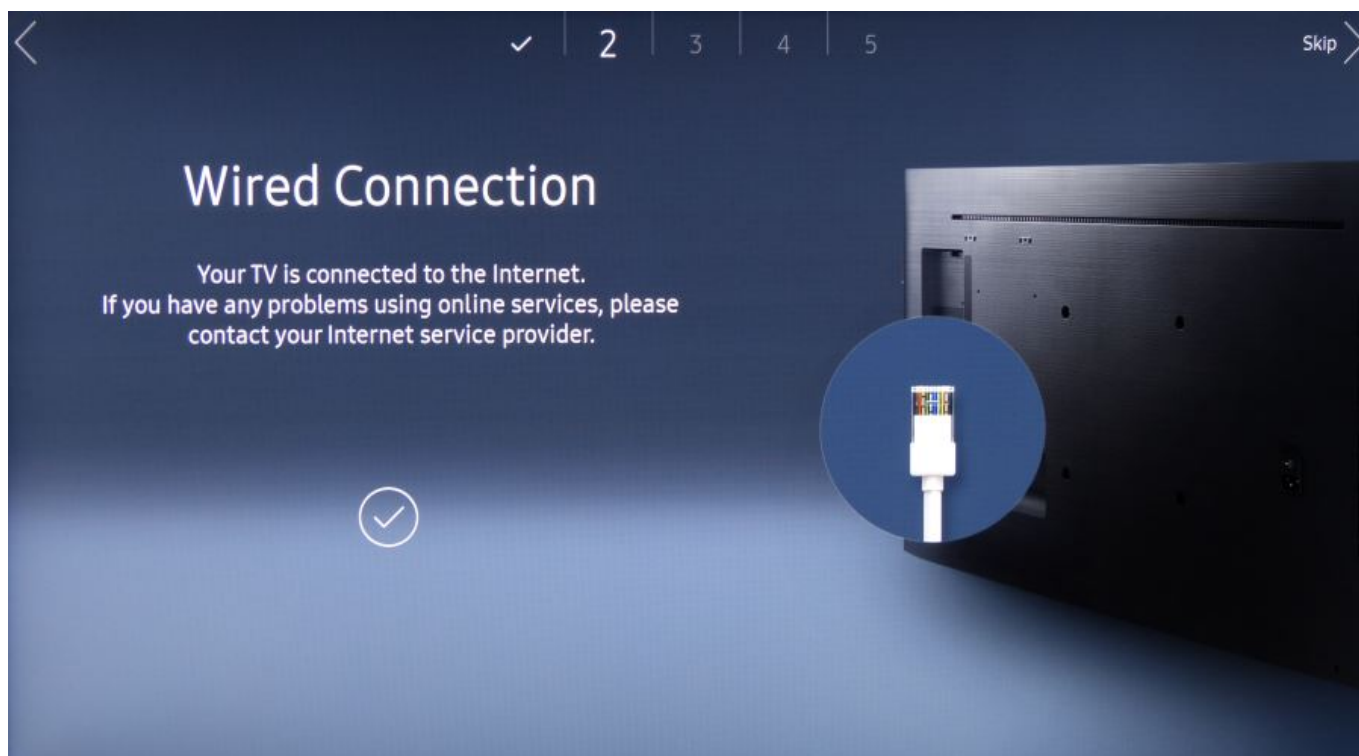 2 3 4 5
Skip
Wired Connection
Your TV is connected to the Internet.
If you have any problems using online services, please
contact your Internet service provider.